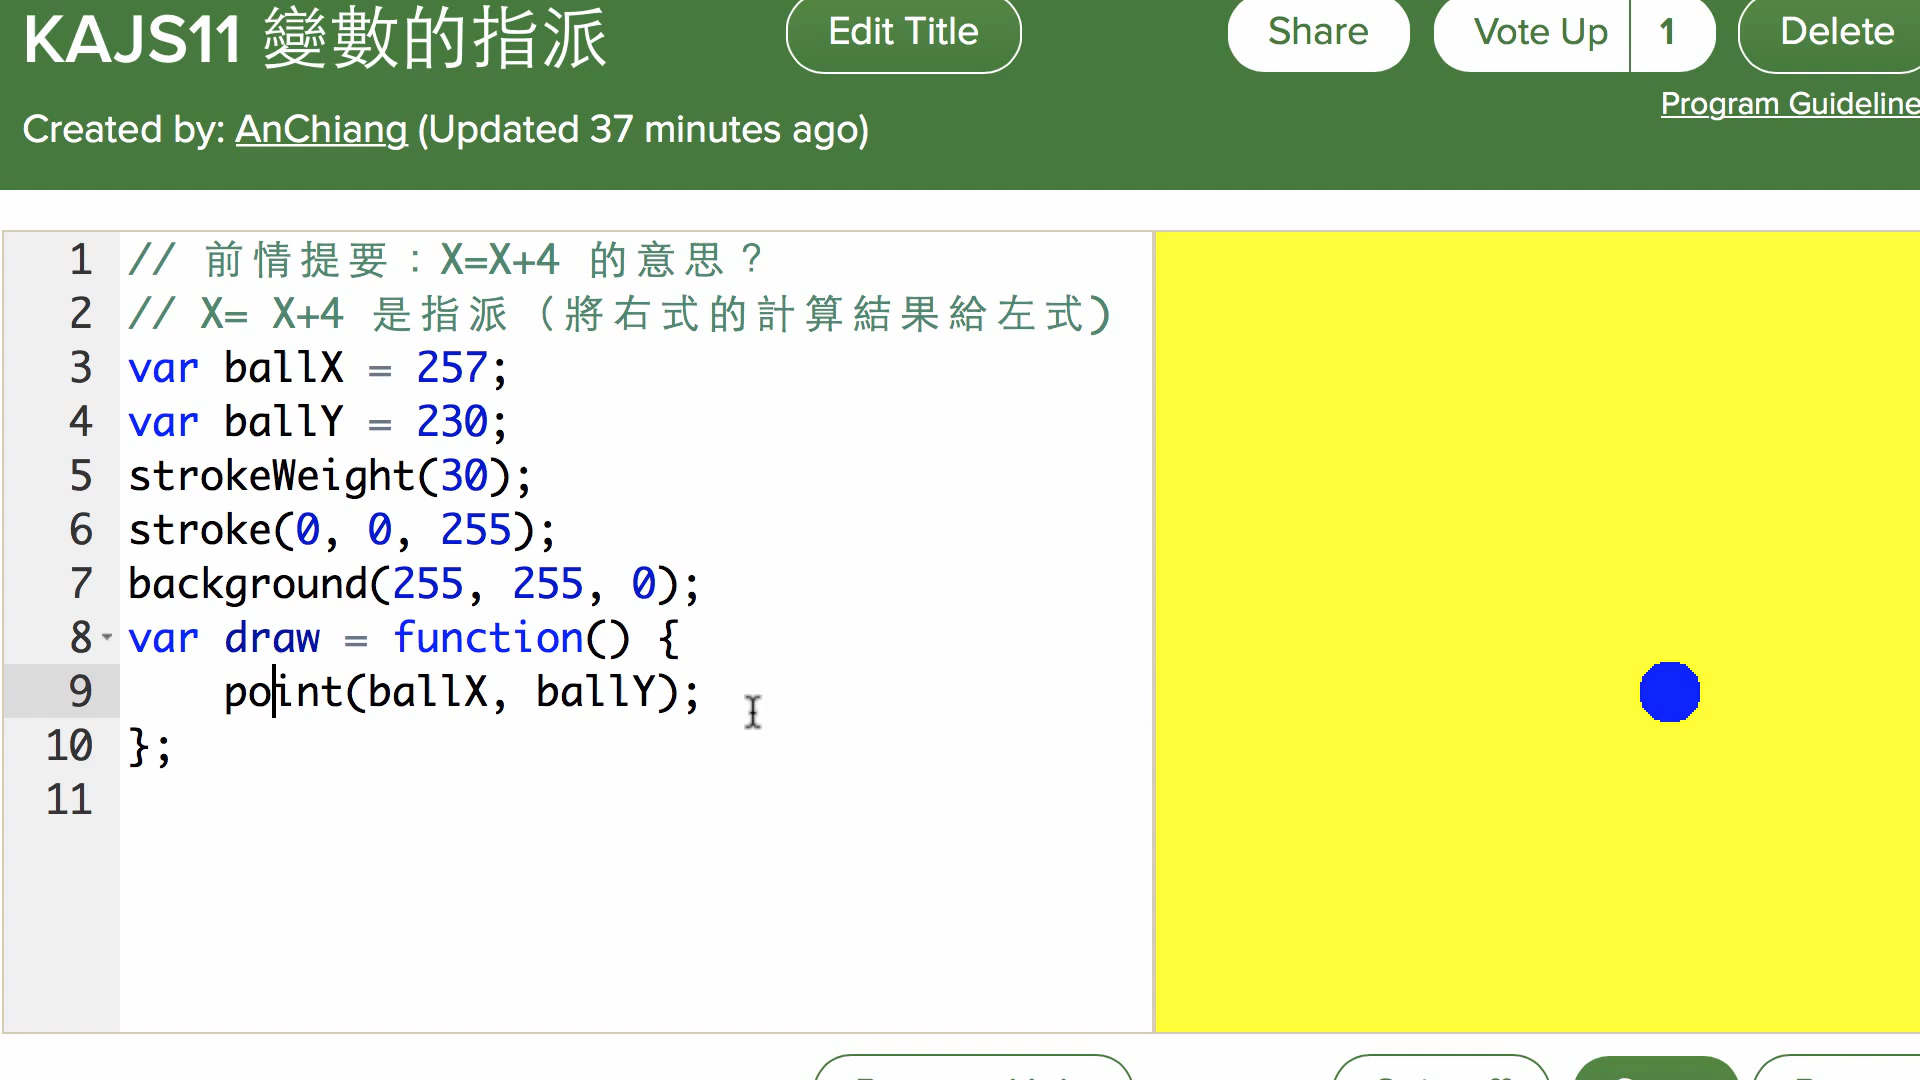 KAJS11 變數的指派
Edit Title
Share
Vote Up
1
Delete
Program Guideline
Created by: AnChiang (Updated 37 minutes ago)
1 // 前情提要：X=X+4 的意思？
2 // X= X+4 是指派（將右式的計算結果給左式)
3 var ballX = 257;
4 var ballY = 230;
5 strokeWeight(30);
6 stroke(0, 0, 255);
7 background(255, 255, 0);
8 var draw = function() {
9 point(ballX, ballY);
10 };
11